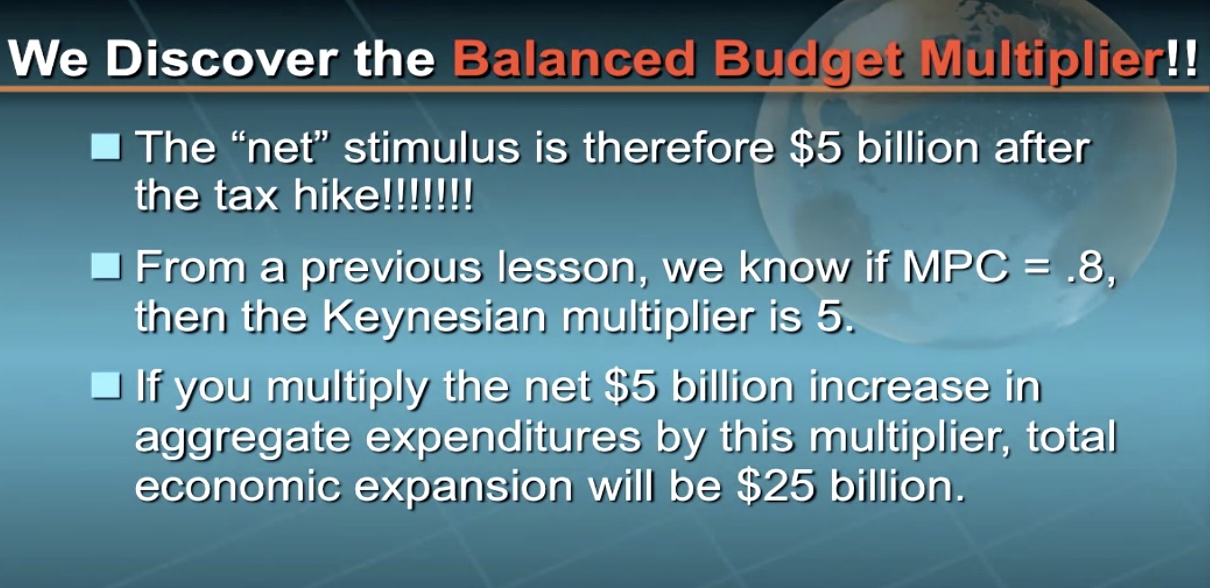 We Discover the Balanced Budget Multiplier!!
The “net” stimulus is therefore $5 billion after
the tax hike!!!!!!!
From a previous lesson, we know if MPC = .8,
then the Keynesian multiplier is 5.
If you multiply the net $5 billion increase in
aggregate expenditures by this multiplier, total
economic expansion will be $25 billion.